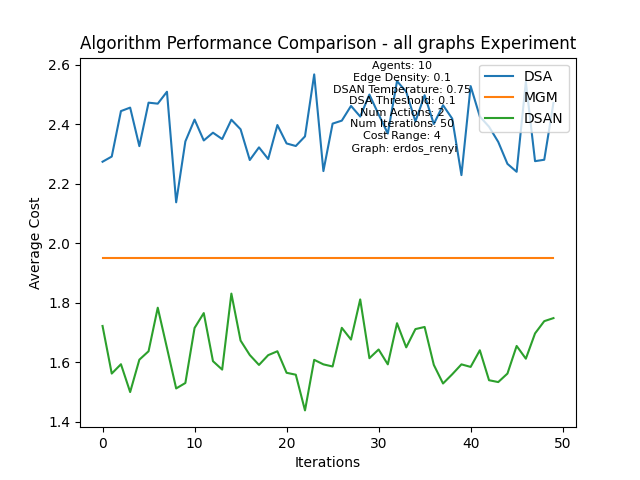 Algorithm Performance Comparison - all graphs Experiment
2.6
2.4
2.2
2.0
1.8
1.6
1.4
Average Cost
Agents: 10
Edge Density: 0.1
DSAN Temperature: 0.75
DSA Threshold: 0.1
Num Actions: 2
Num Iterations: 50
Cost Range: 4
Graph: erdos_renyi
DSA
MGM
DSAN
0
10
20
30
40
50
Iterations